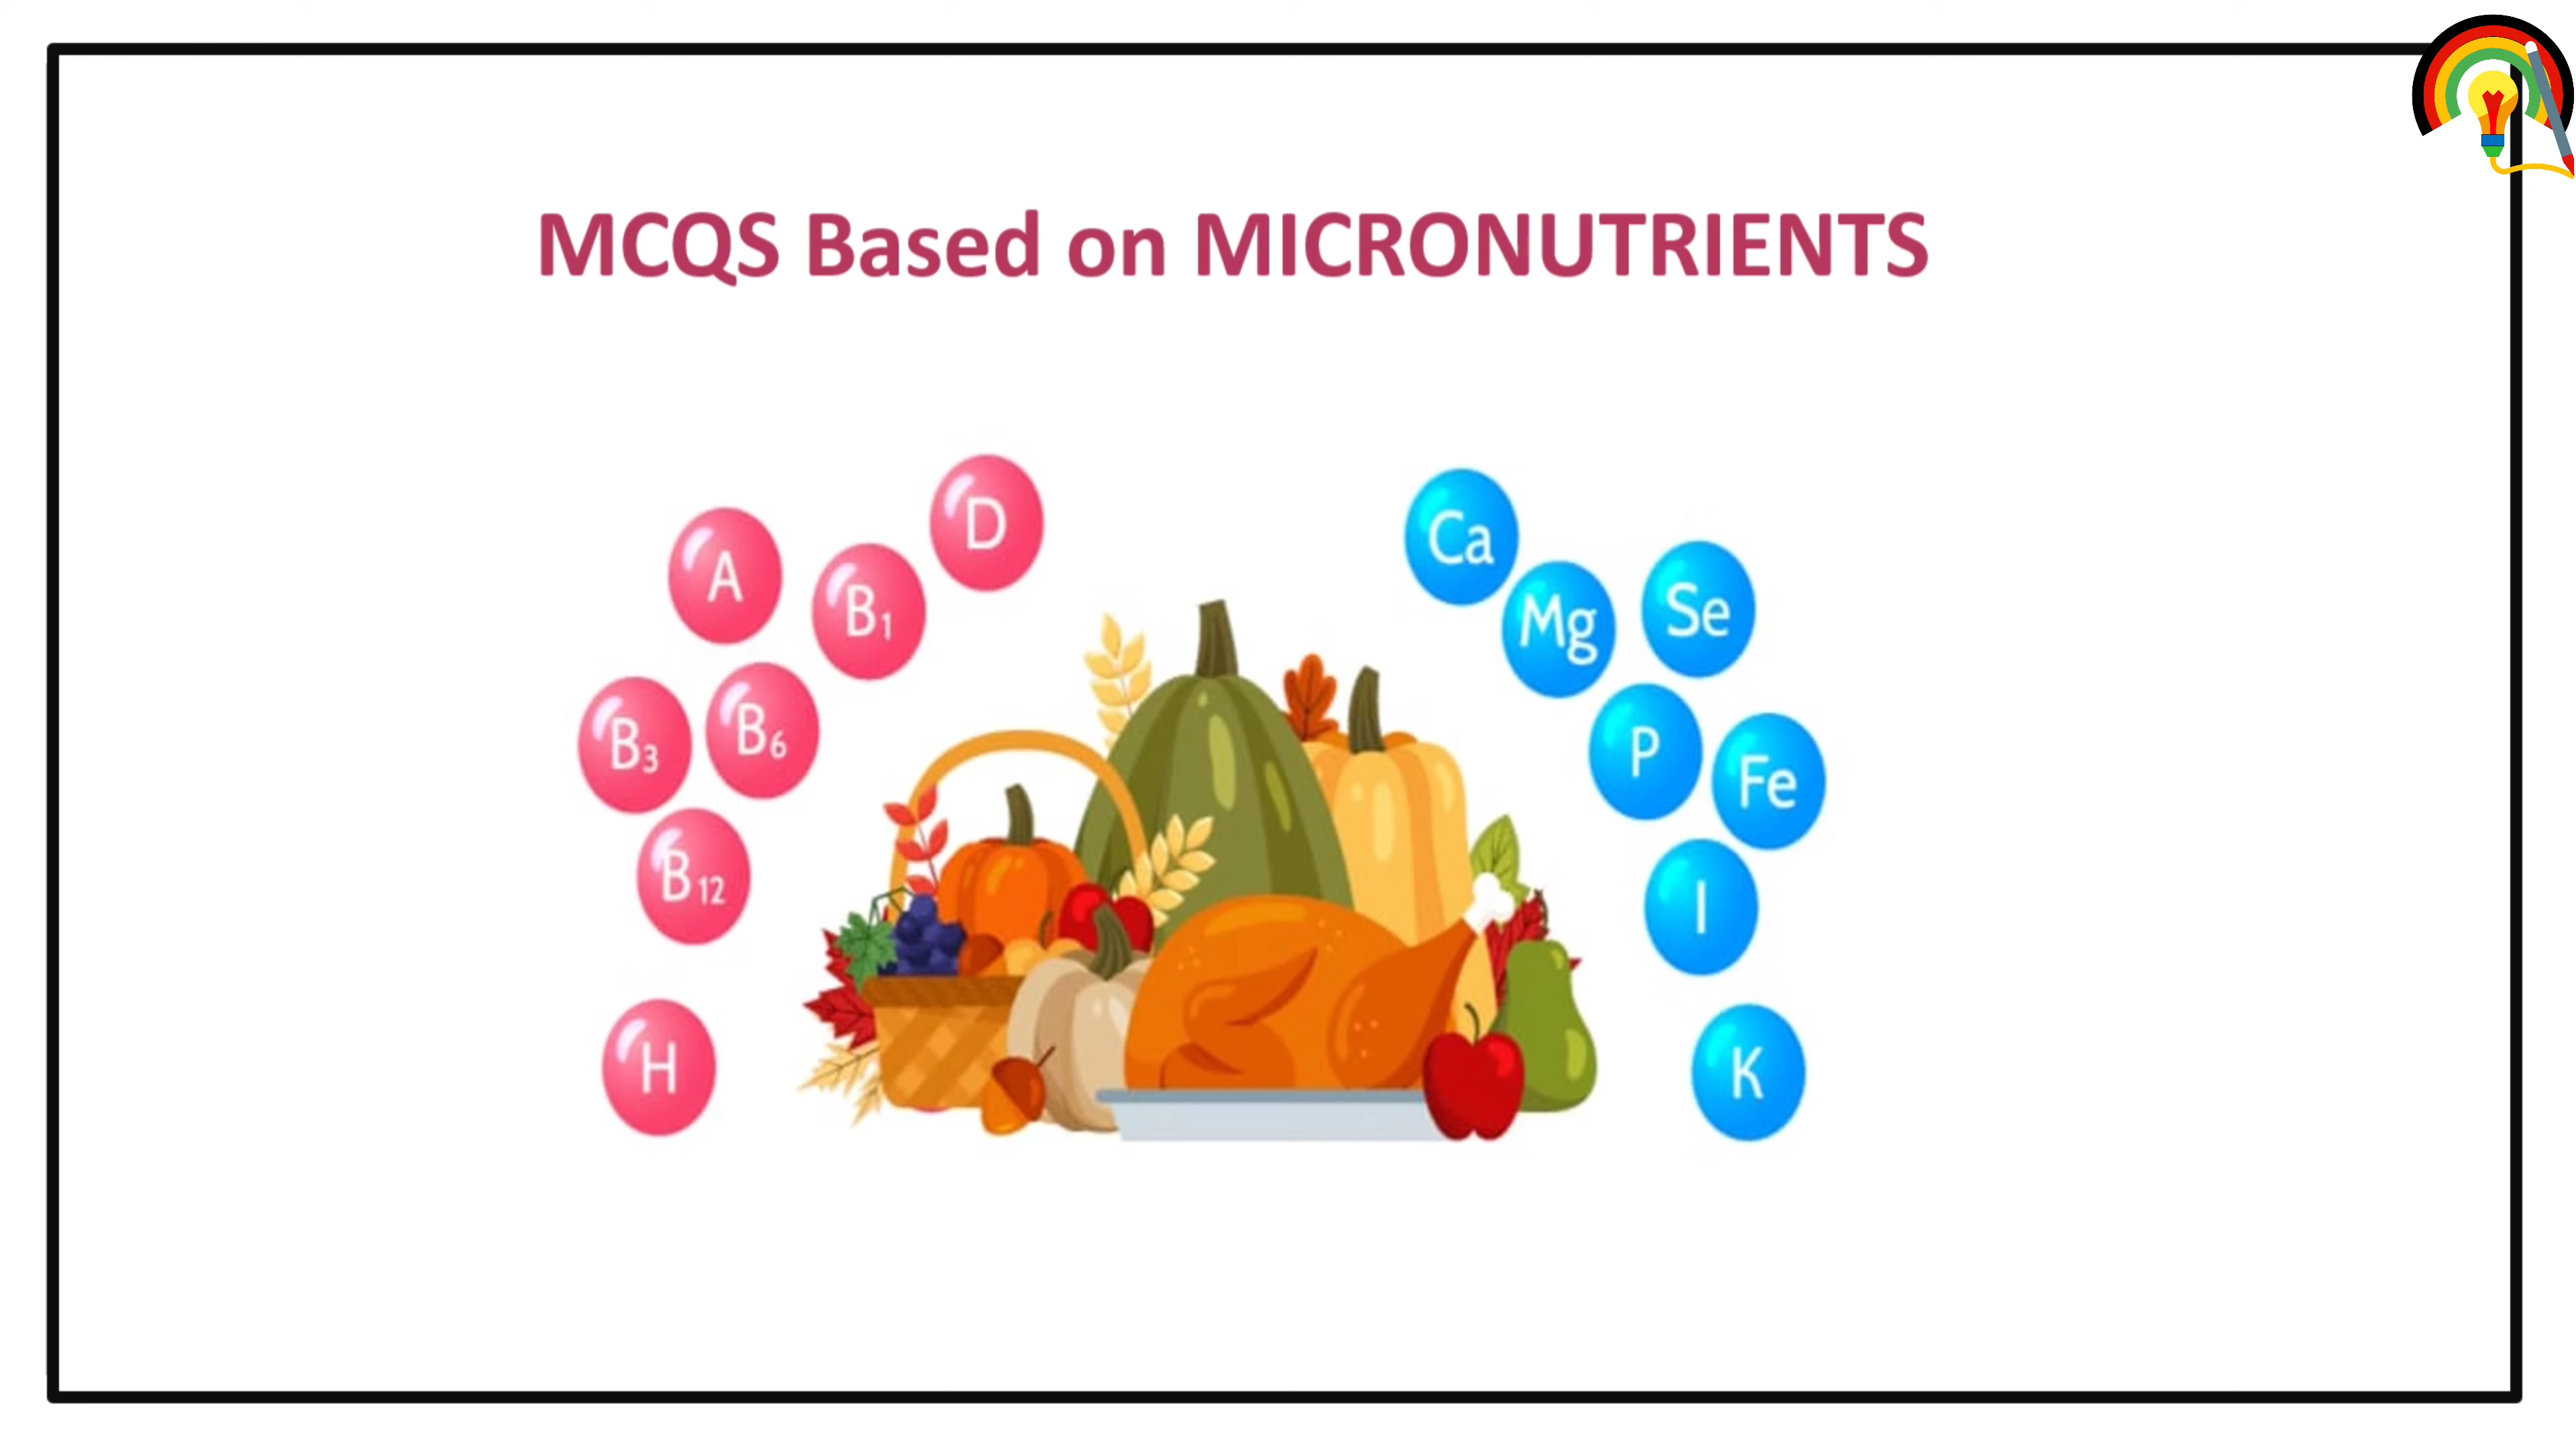 MCQS Based on MICRONUTRIENTS
D
A
B₁
B₃
B₆
B₁₂
H
Ca
Mg
Se
P
Fe
I
K